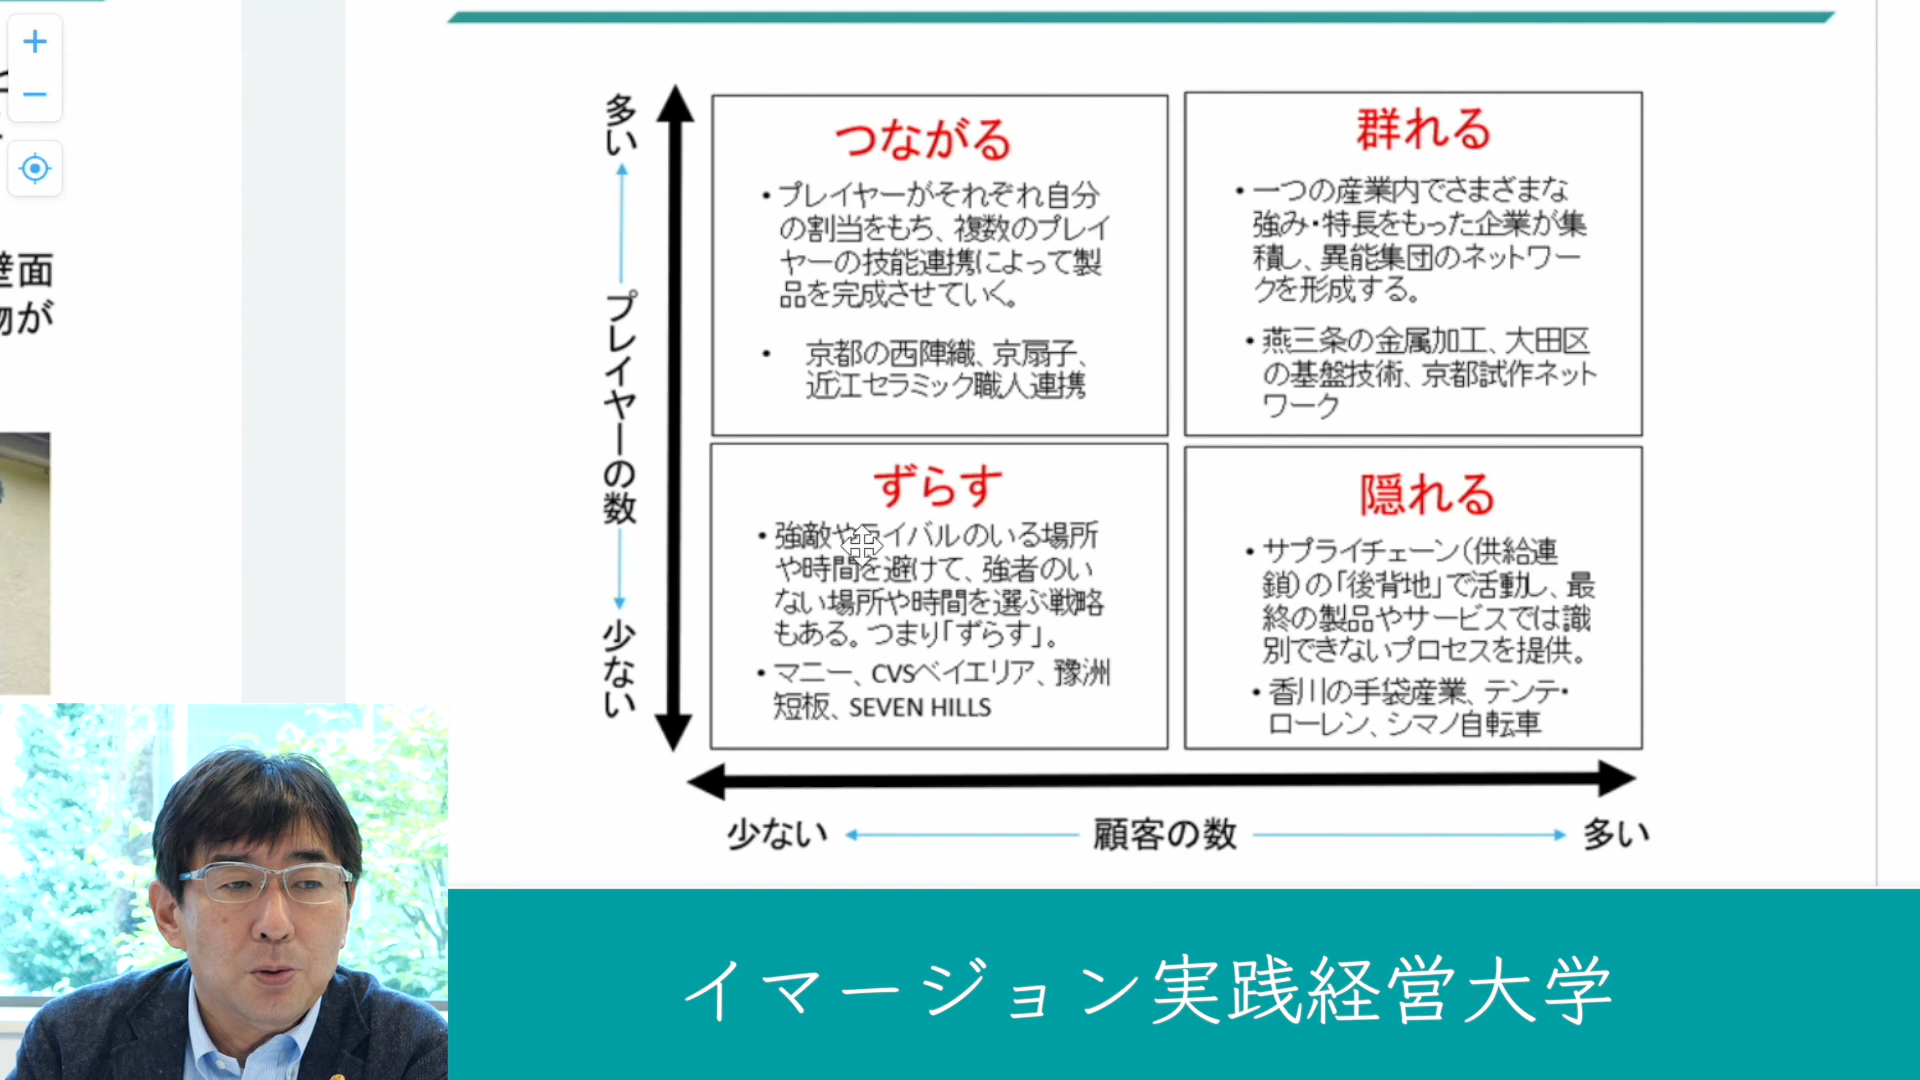 壁面
物が
多い
プレイヤーの数
少ない
つながる
•プレイヤーがそれぞれ自分
の割当をもち、複数のプレイ
ヤーの技能連携によって製
品を完成させていく。
• 京都の西陣織、京扇子、
近江セラミック職人連携
群れる
•一つの産業内でさまざまな
強み・特長をもった企業が集
積し、異能集団のネットワー
クを形成する。
•燕三条の金属加工、大田区
の基盤技術、京都試作ネット
ワーク
ずらす
•強敵やライバルのいる場所
や時間を避けて、強者のい
ない場所や時間を選ぶ戦略
もある。つまり「ずらす」。
•マニー、CVSベイエリア、豫洲
短板、SEVEN HILLS
隠れる
•サプライチェーン（供給連
鎖）の「後背地」で活動し、最
終の製品やサービスでは識
別できないプロセスを提供。
•香川の手袋産業、テンテ・
ローレン、シマノ自転車
少ない 顧客の数 多い
イマージョン実践経営大学